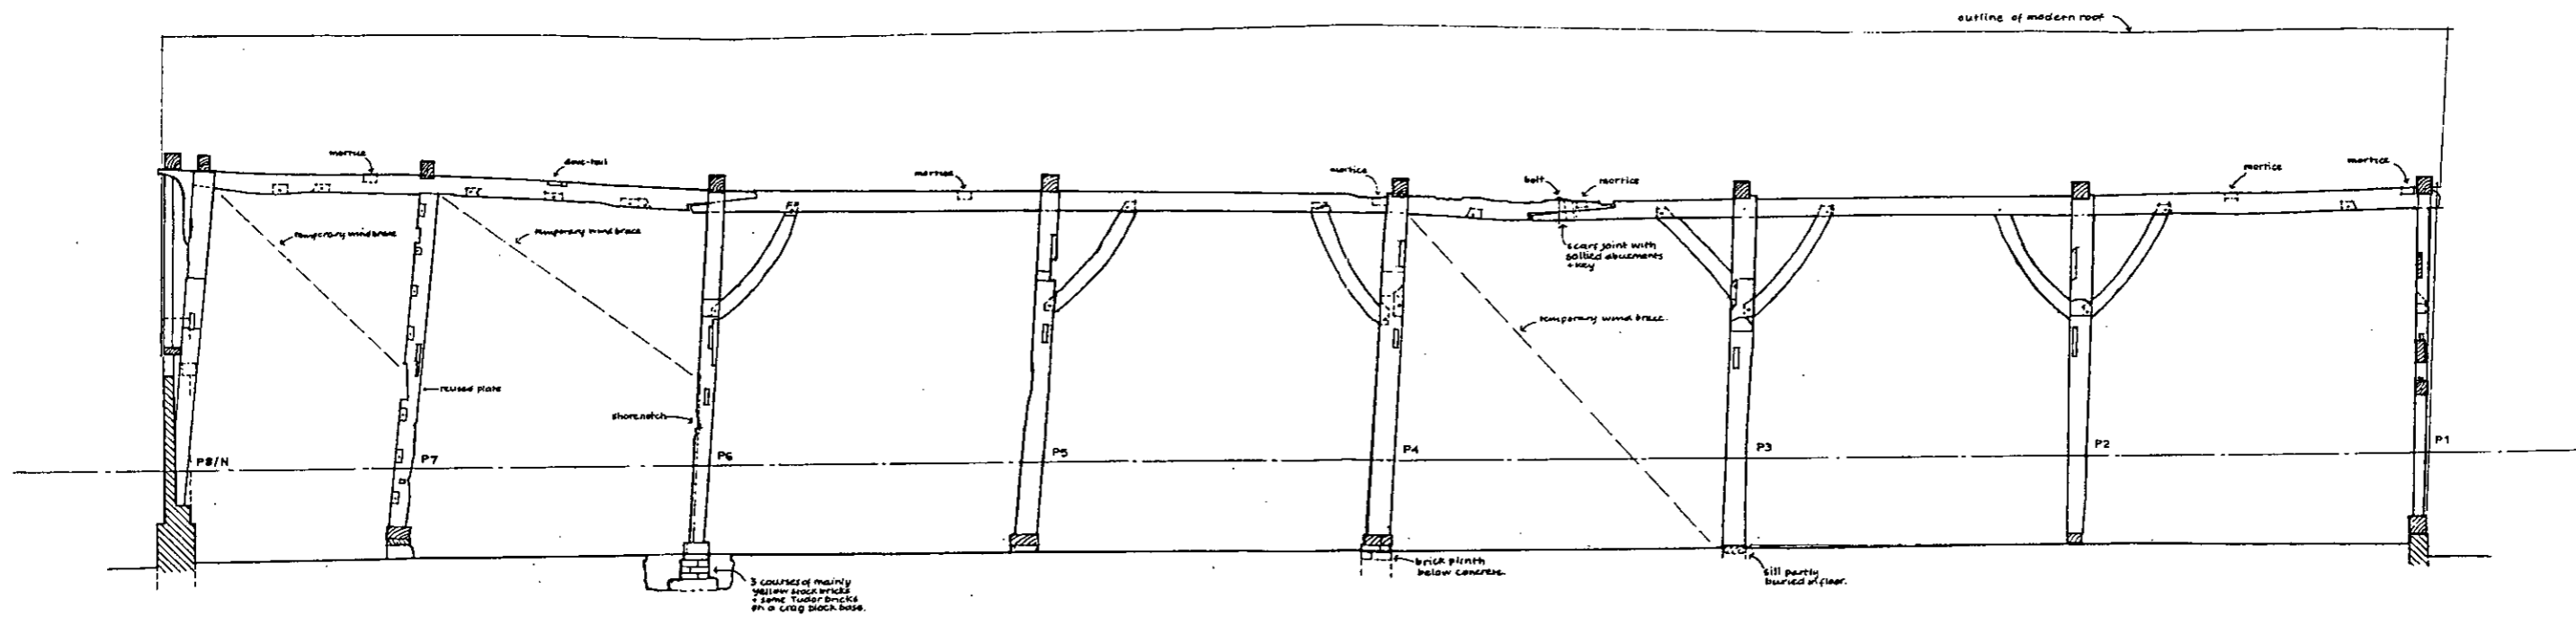 outline of modern roof
mortice
dove-tail
mortice
mortice
bolt
mortice
mortice
mortice
temporary wind brace
temporary wind brace
scarf joint with
sallied abutments
+ key
temporary wind brace
reused plate
shore notch
P8/N
P7
P6
P5
P4
P3
P2
P1
3 courses of mainly
yellow stock bricks
+ some Tudor bricks
on a crag block base.
brick plinth
below concrete.
sill partly
buried in floor.